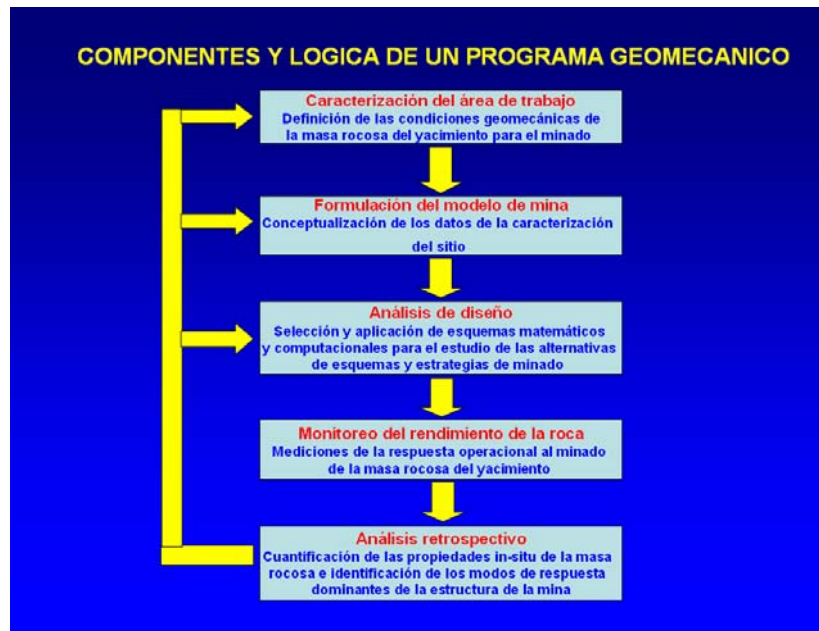 COMPONENTES Y LOGICA DE UN PROGRAMA GEOMECANICO
Caracterización del área de trabajo
Definición de las condiciones geomecánicas de
la masa rocosa del yacimiento para el minado
Formulación del modelo de mina
Conceptualización de los datos de la caracterización
del sitio
Análisis de diseño
Selección y aplicación de esquemas matemáticos
y computacionales para el estudio de las alternativas
de esquemas y estrategias de minado
Monitoreo del rendimiento de la roca
Mediciones de la respuesta operacional al minado
de la masa rocosa del yacimiento
Análisis retrospectivo
Cuantificación de las propiedades in-situ de la masa
rocosa e identificación de los modos de respuesta
dominantes de la estructura de la mina